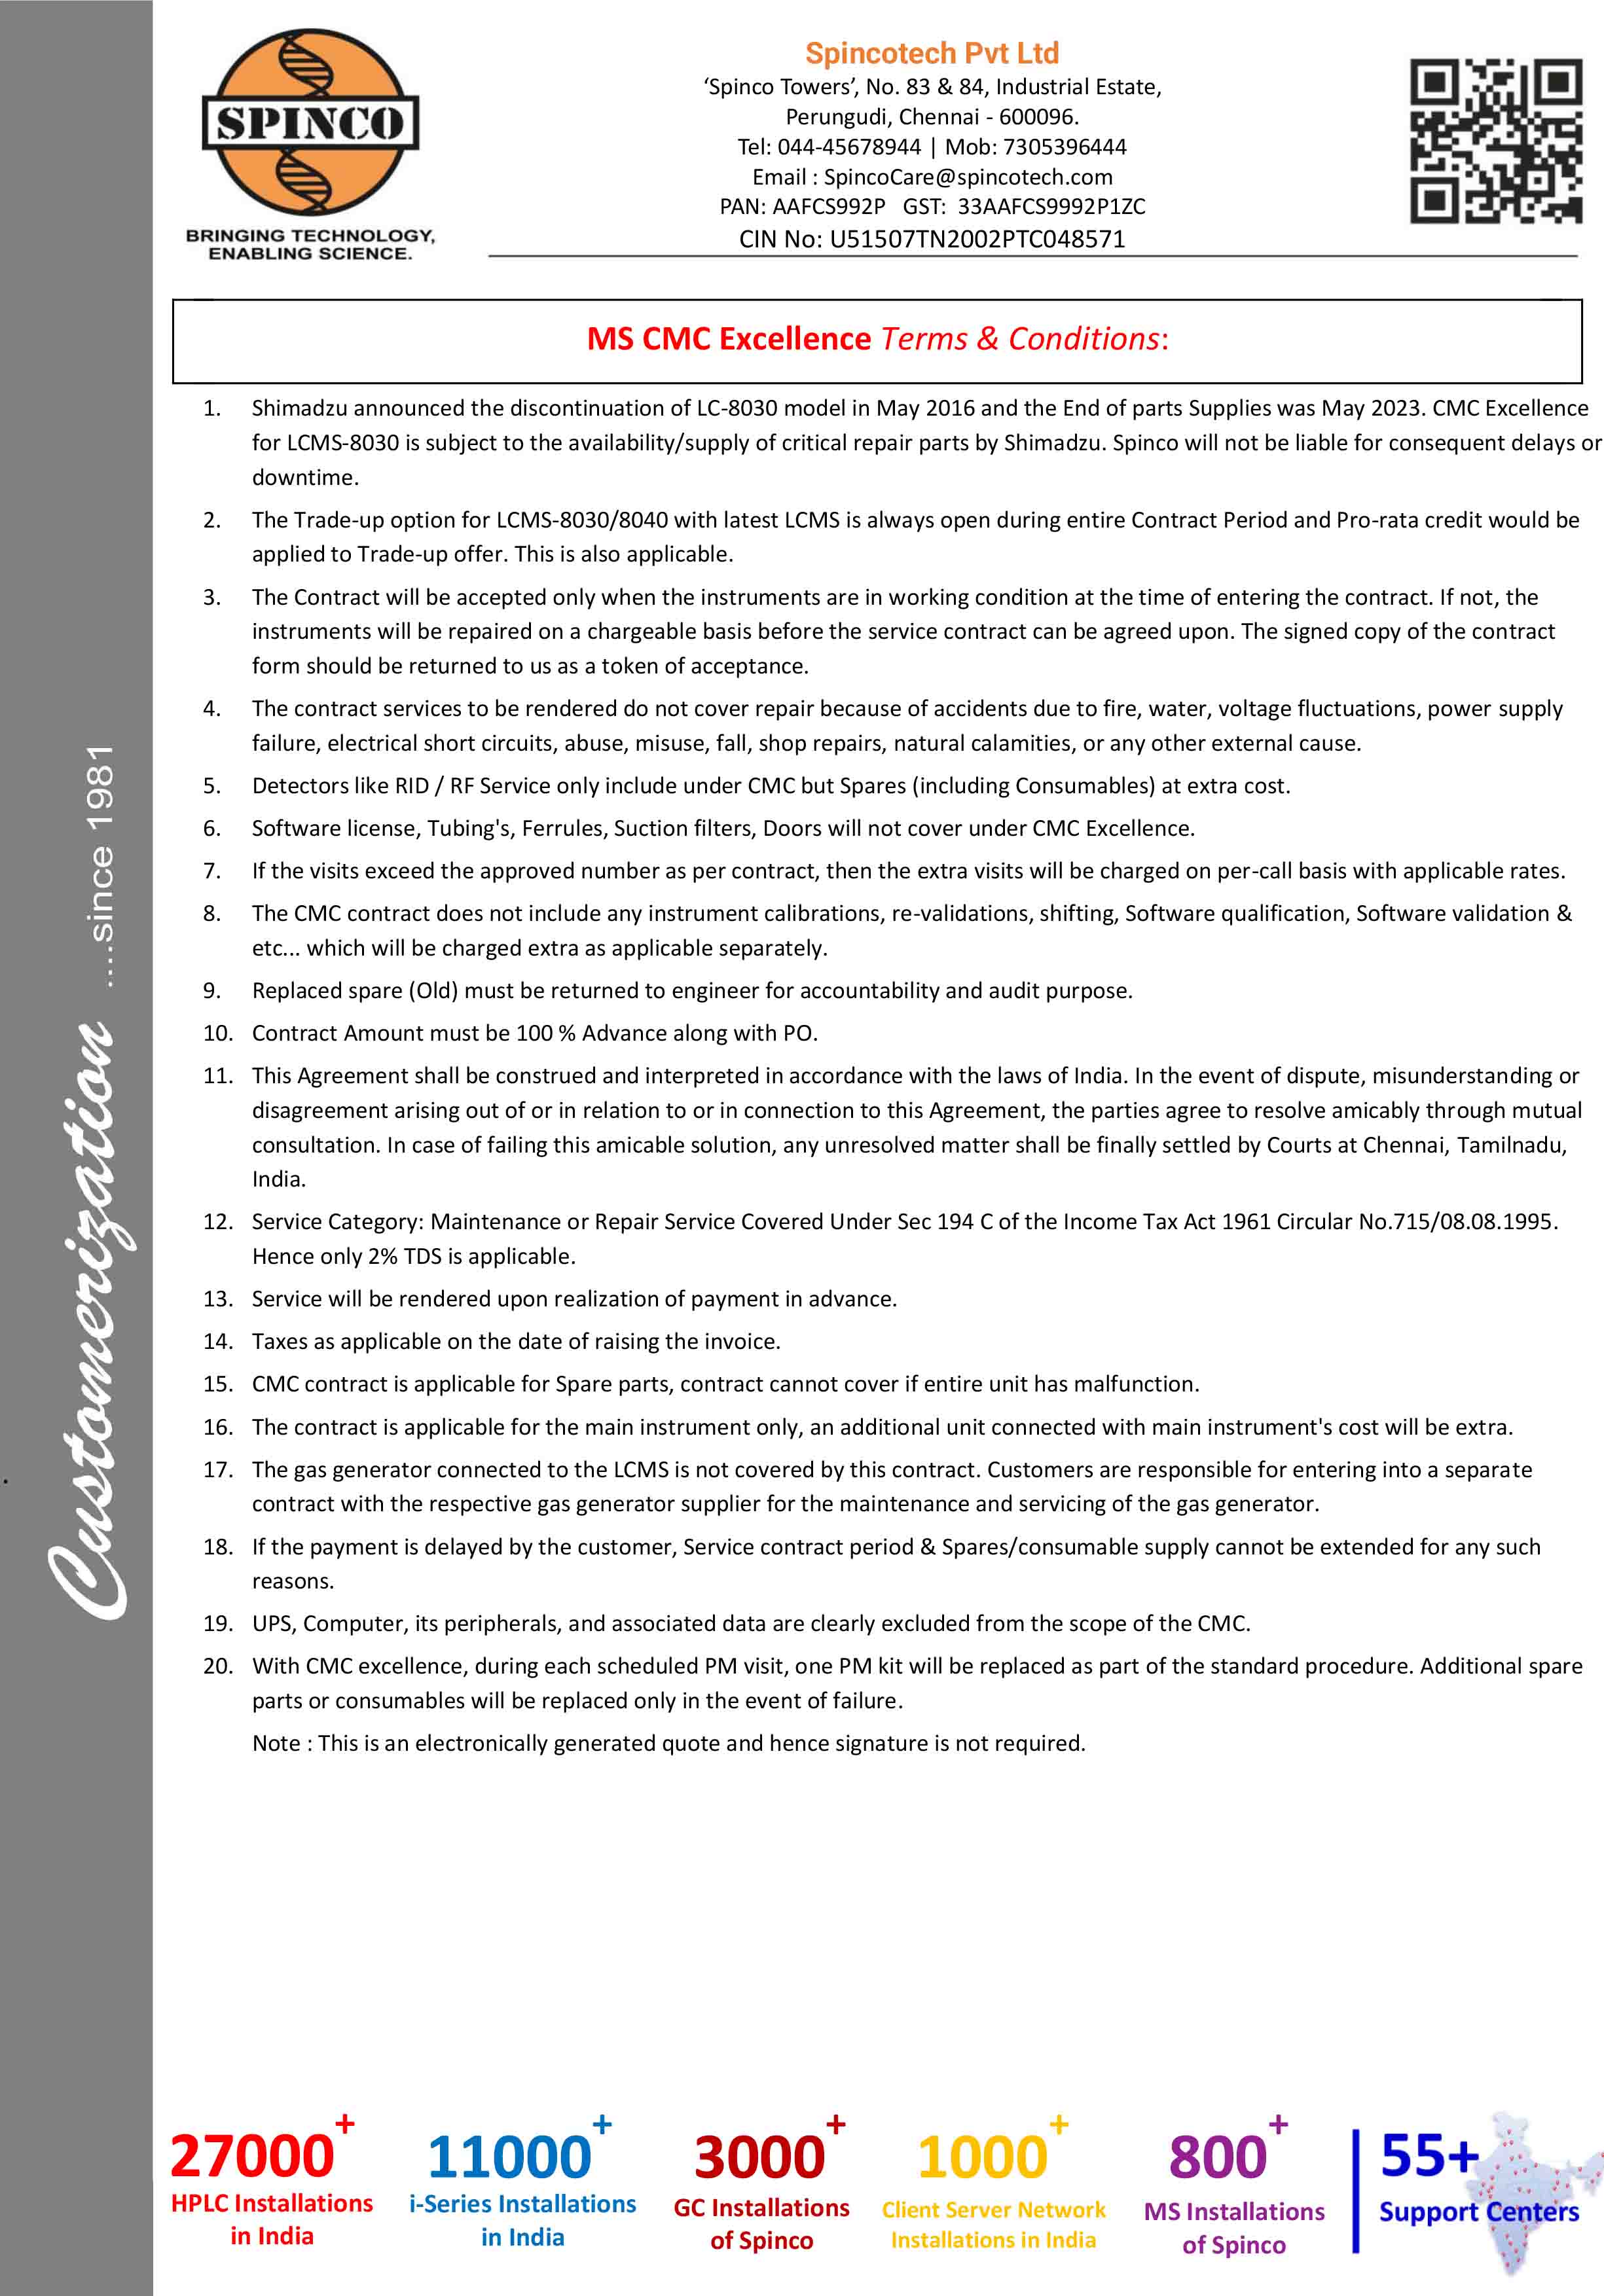 SPINCO
BRINGING TECHNOLOGY,
ENABLING SCIENCE.
Spincotech Pvt Ltd
‘Spinco Towers’, No. 83 & 84, Industrial Estate,
Perungudi, Chennai - 600096.
Tel: 044-45678944 | Mob: 7305396444
Email : SpincoCare@spincotech.com
PAN: AAFCS992P GST: 33AAFCS9992P1ZC
CIN No: U51507TN2002PTC048571
MS CMC Excellence Terms & Conditions:
1. Shimadzu announced the discontinuation of LC-8030 model in May 2016 and the End of parts Supplies was May 2023. CMC Excellence
for LCMS-8030 is subject to the availability/supply of critical repair parts by Shimadzu. Spinco will not be liable for consequent delays or
downtime.
2. The Trade-up option for LCMS-8030/8040 with latest LCMS is always open during entire Contract Period and Pro-rata credit would be
applied to Trade-up offer. This is also applicable.
3. The Contract will be accepted only when the instruments are in working condition at the time of entering the contract. If not, the
instruments will be repaired on a chargeable basis before the service contract can be agreed upon. The signed copy of the contract
form should be returned to us as a token of acceptance.
4. The contract services to be rendered do not cover repair because of accidents due to fire, water, voltage fluctuations, power supply
failure, electrical short circuits, abuse, misuse, fall, shop repairs, natural calamities, or any other external cause.
5. Detectors like RID / RF Service only include under CMC but Spares (including Consumables) at extra cost.
6. Software license, Tubing's, Ferrules, Suction filters, Doors will not cover under CMC Excellence.
7. If the visits exceed the approved number as per contract, then the extra visits will be charged on per-call basis with applicable rates.
8. The CMC contract does not include any instrument calibrations, re-validations, shifting, Software qualification, Software validation &
etc... which will be charged extra as applicable separately.
9. Replaced spare (Old) must be returned to engineer for accountability and audit purpose.
10. Contract Amount must be 100 % Advance along with PO.
11. This Agreement shall be construed and interpreted in accordance with the laws of India. In the event of dispute, misunderstanding or
disagreement arising out of or in relation to or in connection to this Agreement, the parties agree to resolve amicably through mutual
consultation. In case of failing this amicable solution, any unresolved matter shall be finally settled by Courts at Chennai, Tamilnadu,
India.
12. Service Category: Maintenance or Repair Service Covered Under Sec 194 C of the Income Tax Act 1961 Circular No.715/08.08.1995.
Hence only 2% TDS is applicable.
13. Service will be rendered upon realization of payment in advance.
14. Taxes as applicable on the date of raising the invoice.
15. CMC contract is applicable for Spare parts, contract cannot cover if entire unit has malfunction.
16. The contract is applicable for the main instrument only, an additional unit connected with main instrument's cost will be extra.
17. The gas generator connected to the LCMS is not covered by this contract. Customers are responsible for entering into a separate
contract with the respective gas generator supplier for the maintenance and servicing of the gas generator.
18. If the payment is delayed by the customer, Service contract period & Spares/consumable supply cannot be extended for any such
reasons.
19. UPS, Computer, its peripherals, and associated data are clearly excluded from the scope of the CMC.
20. With CMC excellence, during each scheduled PM visit, one PM kit will be replaced as part of the standard procedure. Additional spare
parts or consumables will be replaced only in the event of failure.
Note : This is an electronically generated quote and hence signature is not required.
Customerization .....since 1981
27000+
HPLC Installations
in India
11000+
i-Series Installations
in India
3000+
GC Installations
of Spinco
1000+
Client Server Network
Installations in India
800+
MS Installations
of Spinco
55+
Support Centers